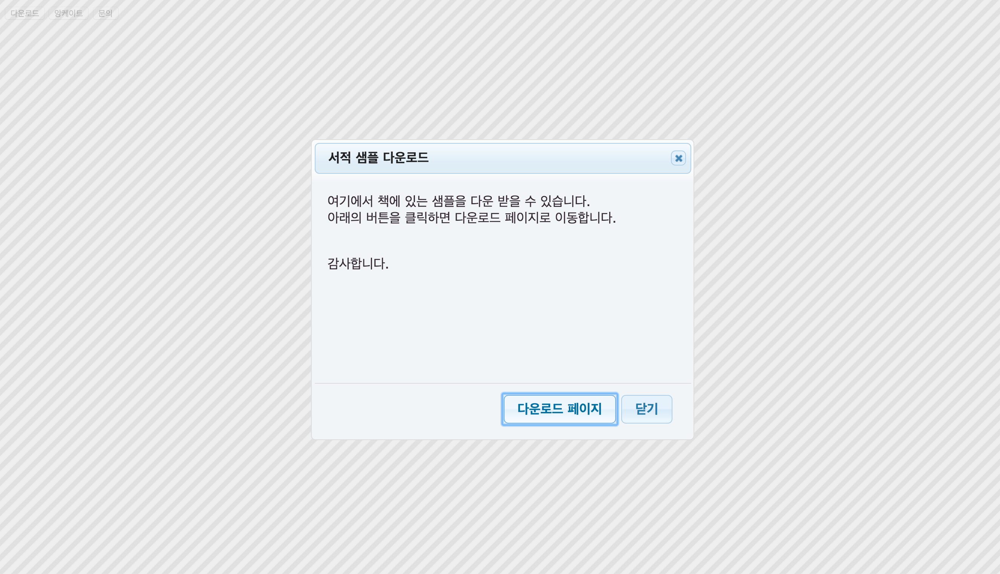 다운로드 앙케이트 문의
서적 샘플 다운로드
여기에서 책에 있는 샘플을 다운 받을 수 있습니다.
아래의 버튼을 클릭하면 다운로드 페이지로 이동합니다.
감사합니다.
다운로드 페이지 닫기